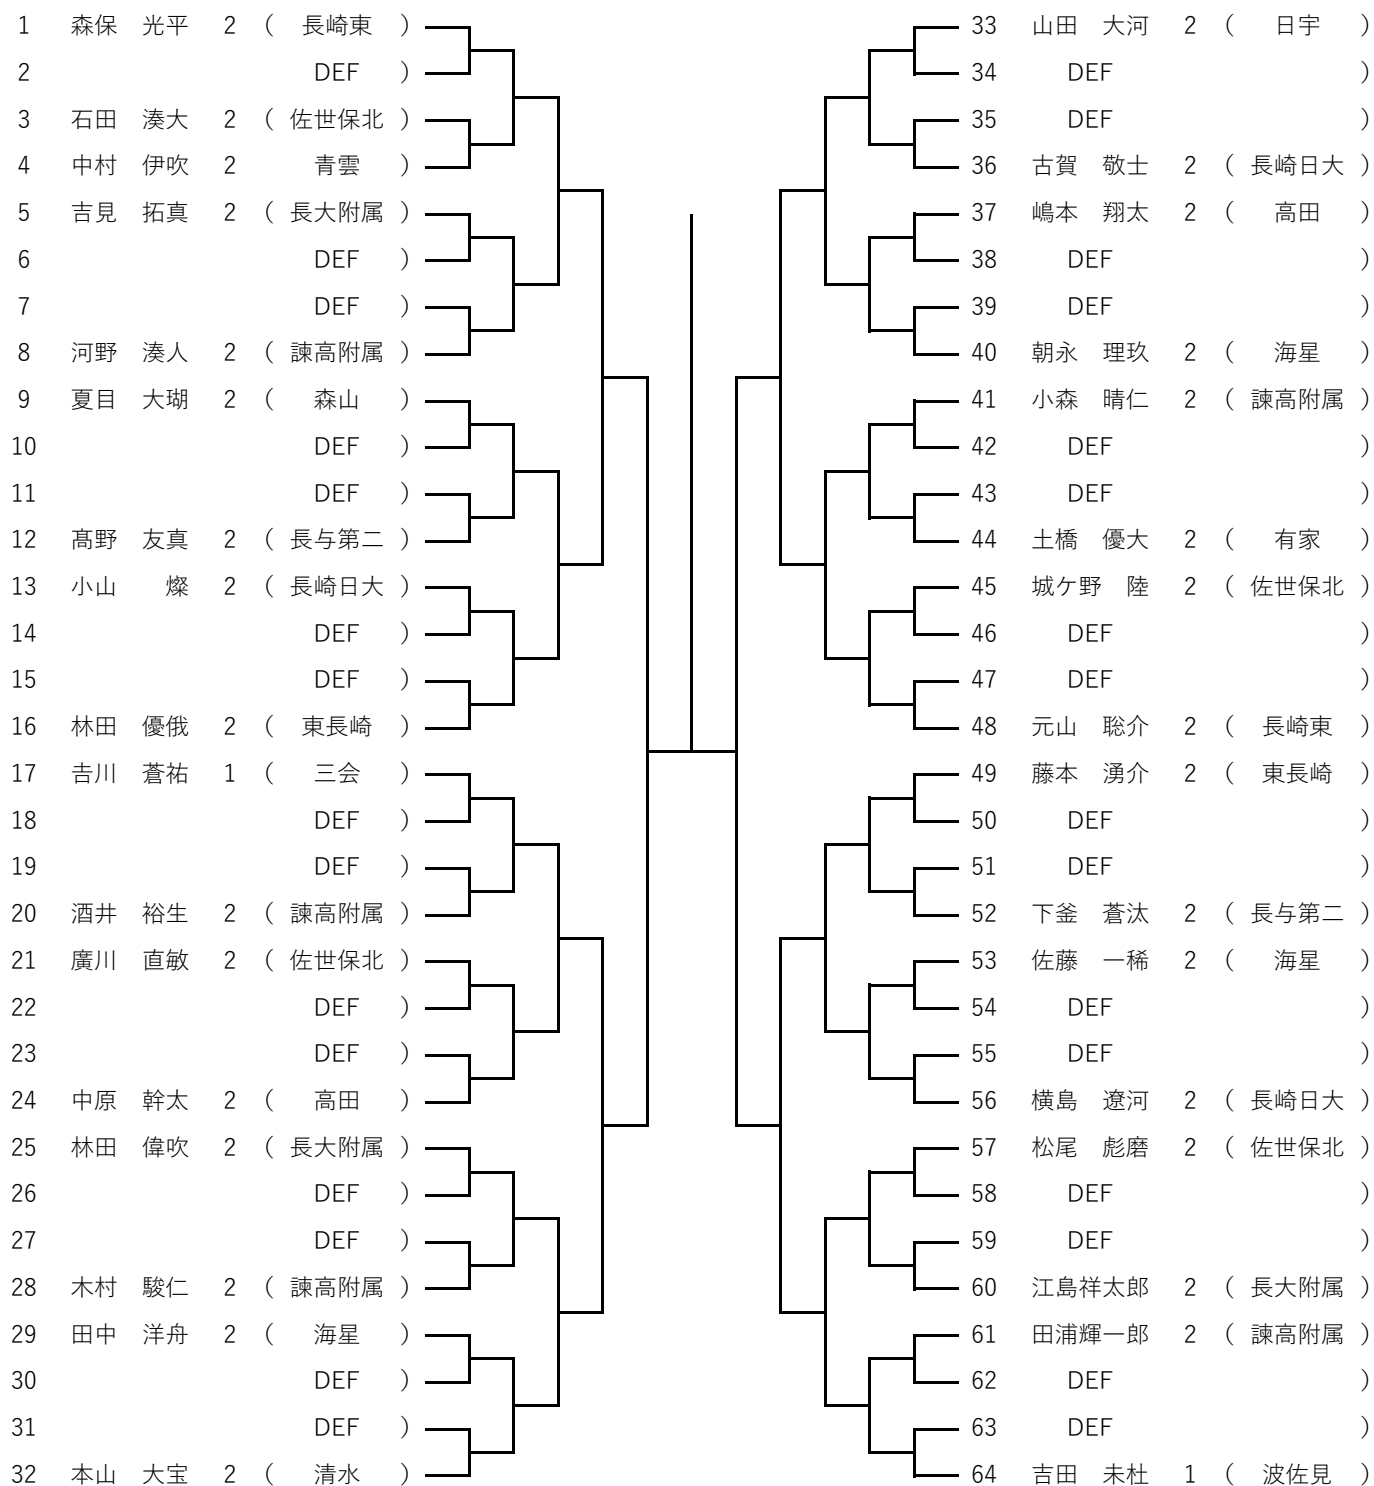 1 森保 光平 2 ( 長崎東 )
2 DEF )
3 石田 湊大 2 ( 佐世保北 )
4 中村 伊吹 2 青雲 )
5 吉見 拓真 2 ( 長大附属 )
6 DEF )
7 DEF )
8 河野 湊人 2 ( 諫高附属 )
9 夏目 大瑚 2 ( 森山 )
10 DEF )
11 DEF )
12 髙野 友真 2 ( 長与第二 )
13 小山 燦 2 ( 長崎日大 )
14 DEF )
15 DEF )
16 林田 優俄 2 ( 東長崎 )
17 𠮷川 蒼祐 1 ( 三会 )
18 DEF )
19 DEF )
20 酒井 裕生 2 ( 諫高附属 )
21 廣川 直敏 2 ( 佐世保北 )
22 DEF )
23 DEF )
24 中原 幹太 2 ( 高田 )
25 林田 偉吹 2 ( 長大附属 )
26 DEF )
27 DEF )
28 木村 駿仁 2 ( 諫高附属 )
29 田中 洋舟 2 ( 海星 )
30 DEF )
31 DEF )
32 本山 大宝 2 ( 清水 )
33 山田 大河 2 ( 日宇 )
34 DEF )
35 DEF )
36 古賀 敬士 2 ( 長崎日大 )
37 嶋本 翔太 2 ( 高田 )
38 DEF )
39 DEF )
40 朝永 理玖 2 ( 海星 )
41 小森 晴仁 2 ( 諫高附属 )
42 DEF )
43 DEF )
44 土橋 優大 2 ( 有家 )
45 城ケ野 陸 2 ( 佐世保北 )
46 DEF )
47 DEF )
48 元山 聡介 2 ( 長崎東 )
49 藤本 湧介 2 ( 東長崎 )
50 DEF )
51 DEF )
52 下釜 蒼汰 2 ( 長与第二 )
53 佐藤 一稀 2 ( 海星 )
54 DEF )
55 DEF )
56 横島 遼河 2 ( 長崎日大 )
57 松尾 彪磨 2 ( 佐世保北 )
58 DEF )
59 DEF )
60 江島祥太郎 2 ( 長大附属 )
61 田浦輝一郎 2 ( 諫高附属 )
62 DEF )
63 DEF )
64 吉田 未杜 1 ( 波佐見 )